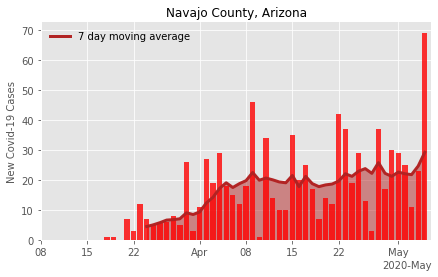 Navajo County, Arizona
7 day moving average
New Covid-19 Cases
70
60
50
40
30
20
10
0
08 15 22 Apr 08 15 22 May
2020-May